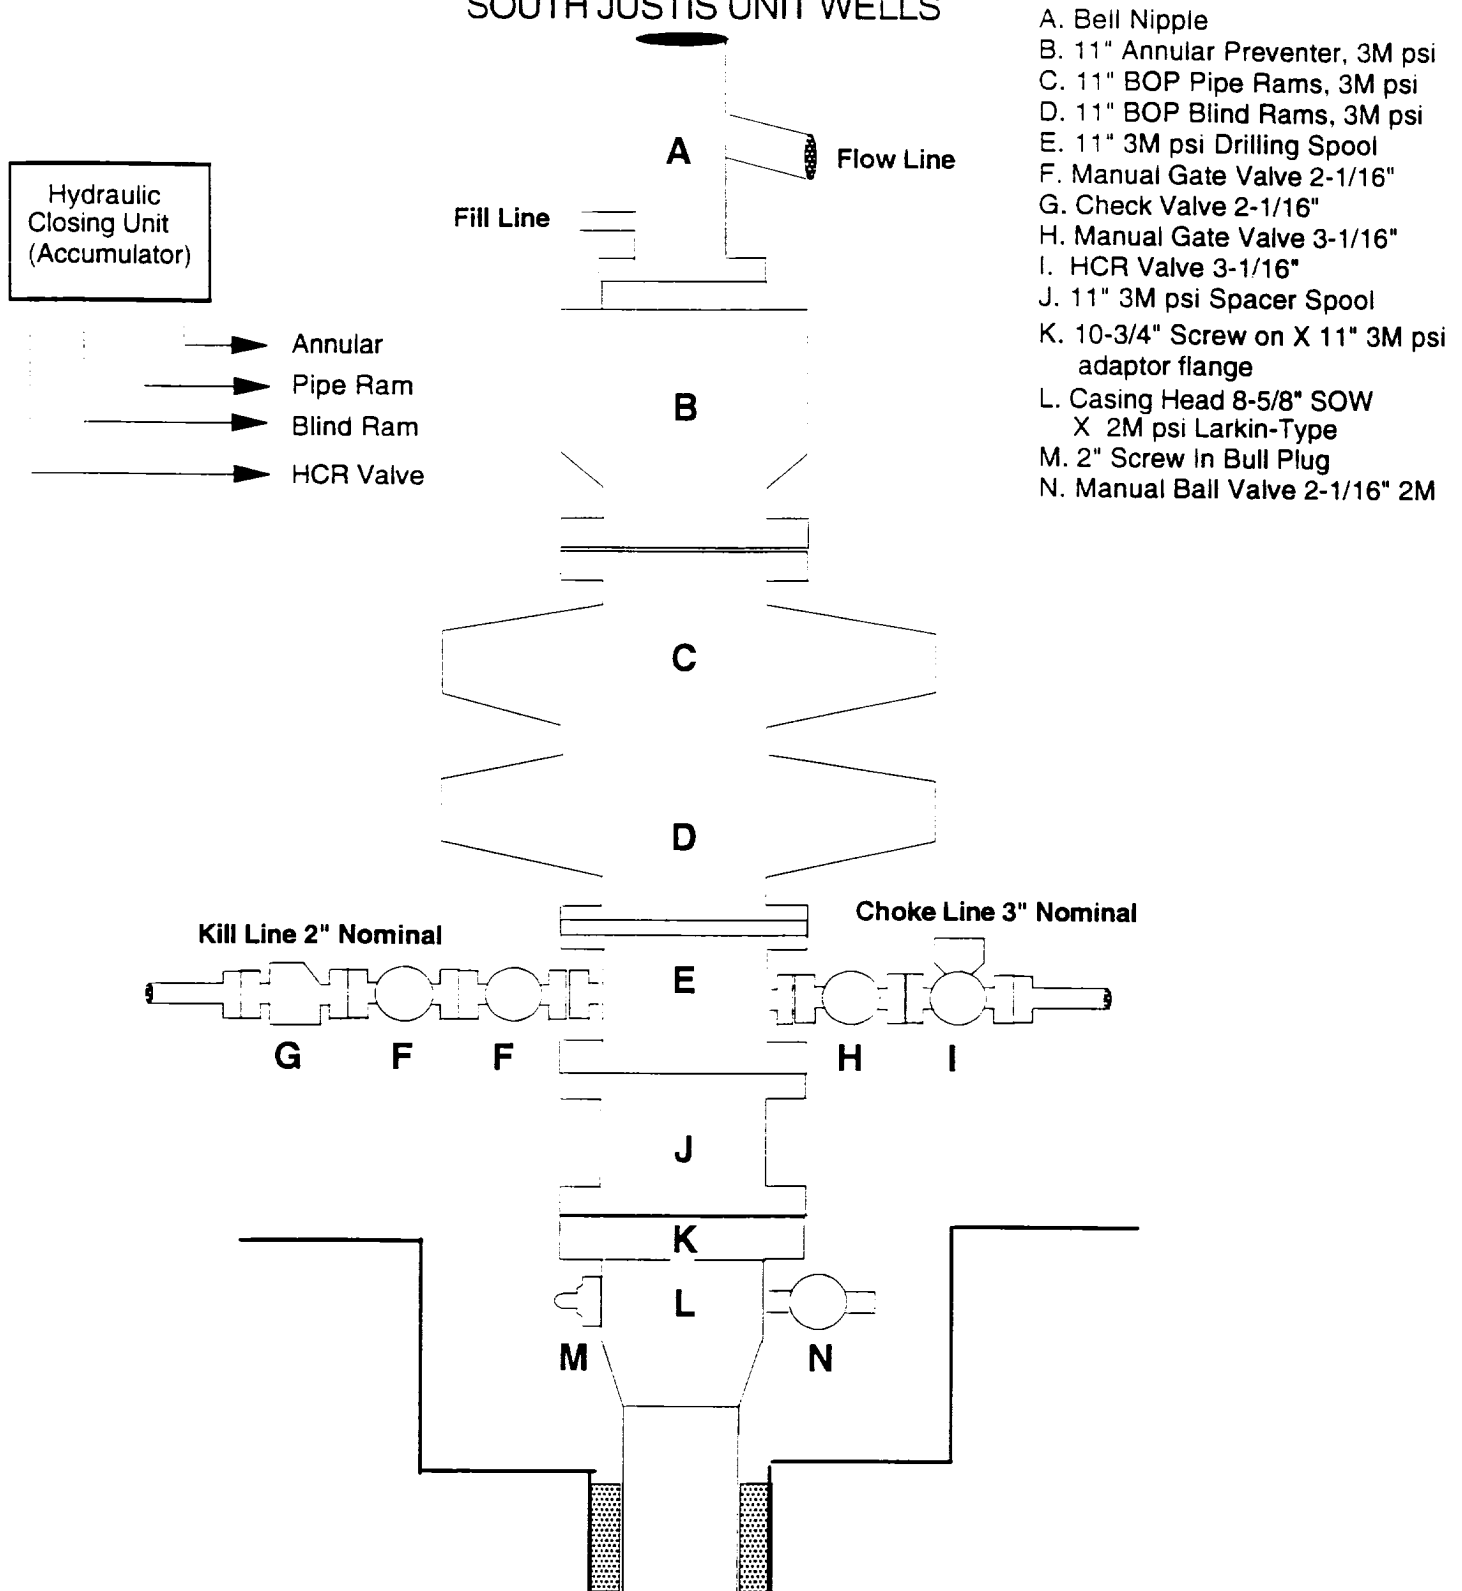 SOUTH JUSTIS UNIT WELLS
A. Bell Nipple
B. 11" Annular Preventer, 3M psi
C. 11" BOP Pipe Rams, 3M psi
D. 11" BOP Blind Rams, 3M psi
E. 11" 3M psi Drilling Spool
F. Manual Gate Valve 2-1/16"
G. Check Valve 2-1/16"
H. Manual Gate Valve 3-1/16"
I. HCR Valve 3-1/16"
J. 11" 3M psi Spacer Spool
K. 10-3/4" Screw on X 11" 3M psi
adaptor flange
L. Casing Head 8-5/8" SOW
X 2M psi Larkin-Type
M. 2" Screw In Bull Plug
N. Manual Ball Valve 2-1/16" 2M
Hydraulic
Closing Unit
(Accumulator)
Annular
Pipe Ram
Blind Ram
HCR Valve
A
Flow Line
Fill Line
B
C
D
Kill Line 2" Nominal
Choke Line 3" Nominal
E
G F F H I
J
K
L
M N